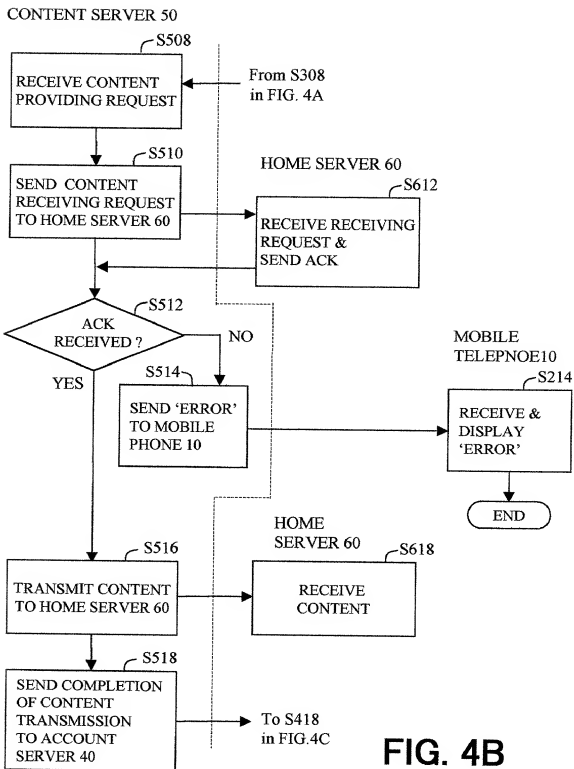 CONTENT SERVER 50
S508
RECEIVE CONTENT
PROVIDING REQUEST
From S308
in FIG. 4A
S510
SEND CONTENT
RECEIVING REQUEST
TO HOME SERVER 60
HOME SERVER 60
S612
RECEIVE RECEIVING
REQUEST &
SEND ACK
S512
ACK
RECEIVED ?
NO
YES
S514
SEND 'ERROR'
TO MOBILE
PHONE 10
MOBILE
TELEPNOE10
S214
RECEIVE &
DISPLAY
'ERROR'
END
S516
TRANSMIT CONTENT
TO HOME SERVER 60
HOME
SERVER 60
S618
RECEIVE
CONTENT
S518
SEND COMPLETION
OF CONTENT
TRANSMISSION
TO ACCOUNT
SERVER 40
To S418
in FIG.4C
FIG. 4B